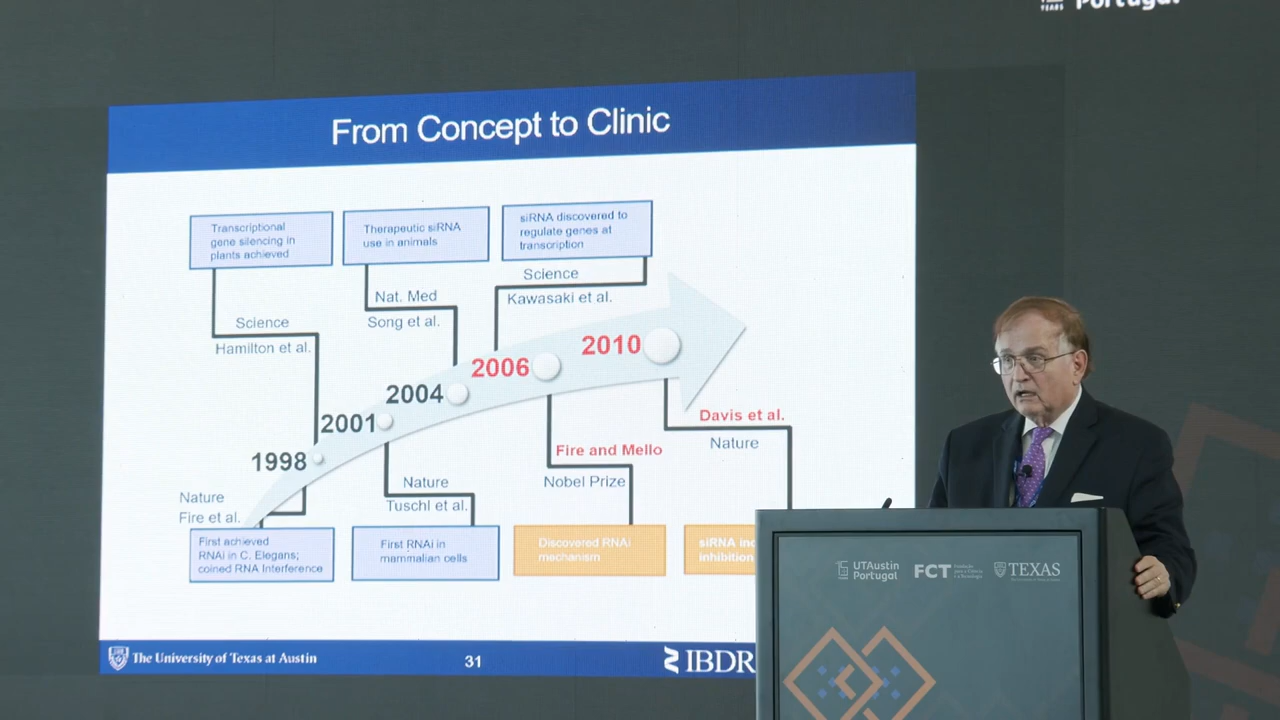 Portugal
From Concept to Clinic
Transcriptional
gene silencing in
plants achieved
Therapeutic siRNA
use in animals
siRNA discovered to
regulate genes at
transcription
Science
Hamilton et al.
Nat. Med
Song et al.
Science
Kawasaki et al.
1998
2001
2004
2006
2010
Nature
Fire et al.
Nature
Tuschl et al.
Fire and Mello
Nobel Prize
Davis et al.
Nature
First achieved
RNAi in C. Elegans;
coined RNA Interference
First RNAi in
mammalian cells
Discovered RNAi
mechanism
siRNA
inhibition
The University of Texas at Austin
31
IBDR
UTAustin
Portugal
FCT
TEXAS